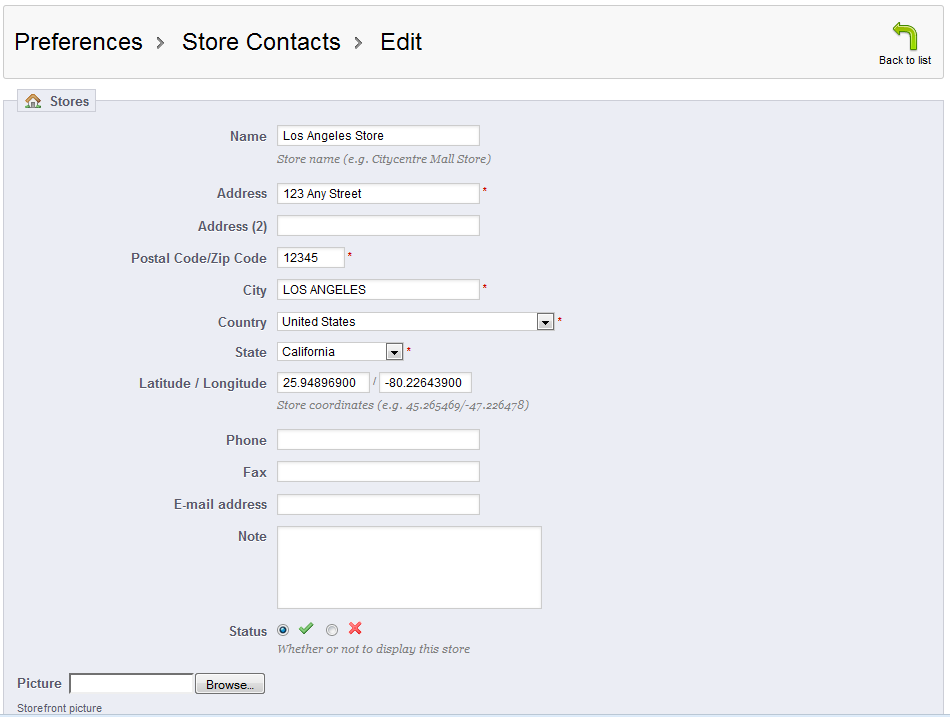 Preferences > Store Contacts > Edit
Back to list
Stores
Name Los Angeles Store
Store name (e.g. Citycentre Mall Store)
Address 123 Any Street *
Address (2)
Postal Code/Zip Code 12345 *
City LOS ANGELES *
Country United States *
State California *
Latitude / Longitude 25.94896900 / -80.22643900
Store coordinates (e.g. 45.265469/-47.226478)
Phone
Fax
E-mail address
Note
Status
Whether or not to display this store
Picture Browse...
Storefront picture